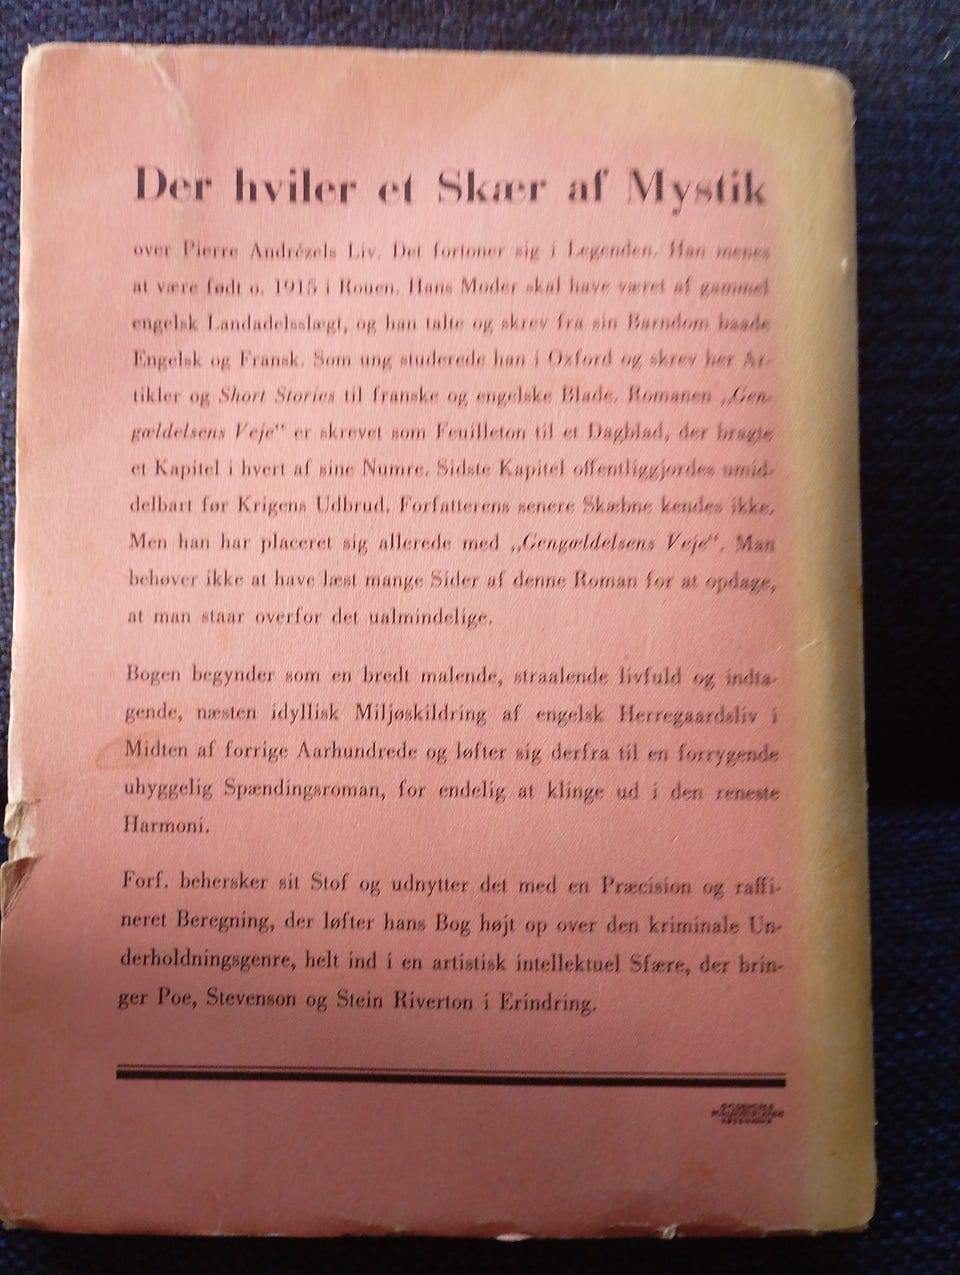 Der hviler et Skær af Mystik
over Pierre Andrézels Liv. Det fortoner sig i Legenden. Han menes
at være født o. 1915 i Rouen. Hans Moder skal have været af gammel
engelsk Landadelsslægt, og han talte og skrev fra sin Barndom baade
Engelsk og Fransk. Som ung studerede han i Oxford og skrev her Ar-
tikler og Short Stories til franske og engelske Blade. Romanen „Gen-
gældelsens Veje“ er skrevet som Feuilleton til et Dagblad, der bragte
et Kapitel i hvert af sine Numre. Sidste Kapitel offentliggjordes umid-
delbart før Krigens Udbrud. Forfatterens senere Skæbne kendes ikke.
Men han har placeret sig allerede med „Gengældelsens Veje“. Man
behøver ikke at have læst mange Sider af denne Roman for at opdage,
at man staar overfor det ualmindelige.
Bogen begynder som en bredt malende, straalende livfuld og indta-
gende, næsten idyllisk Miljøskildring af engelsk Herregaardsliv i
Midten af forrige Aarhundrede og løfter sig derfra til en forrygende
uhyggelig Spændingsroman, for endelig at klinge ud i den reneste
Harmoni.
Forf. behersker sit Stof og udnytter det med en Præcision og raffi-
neret Beregning, der løfter hans Bog højt op over den kriminale Un-
derholdningsgenre, helt ind i en artistisk intellektuel Sfære, der brin-
ger Poe, Stevenson og Stein Riverton i Erindring.